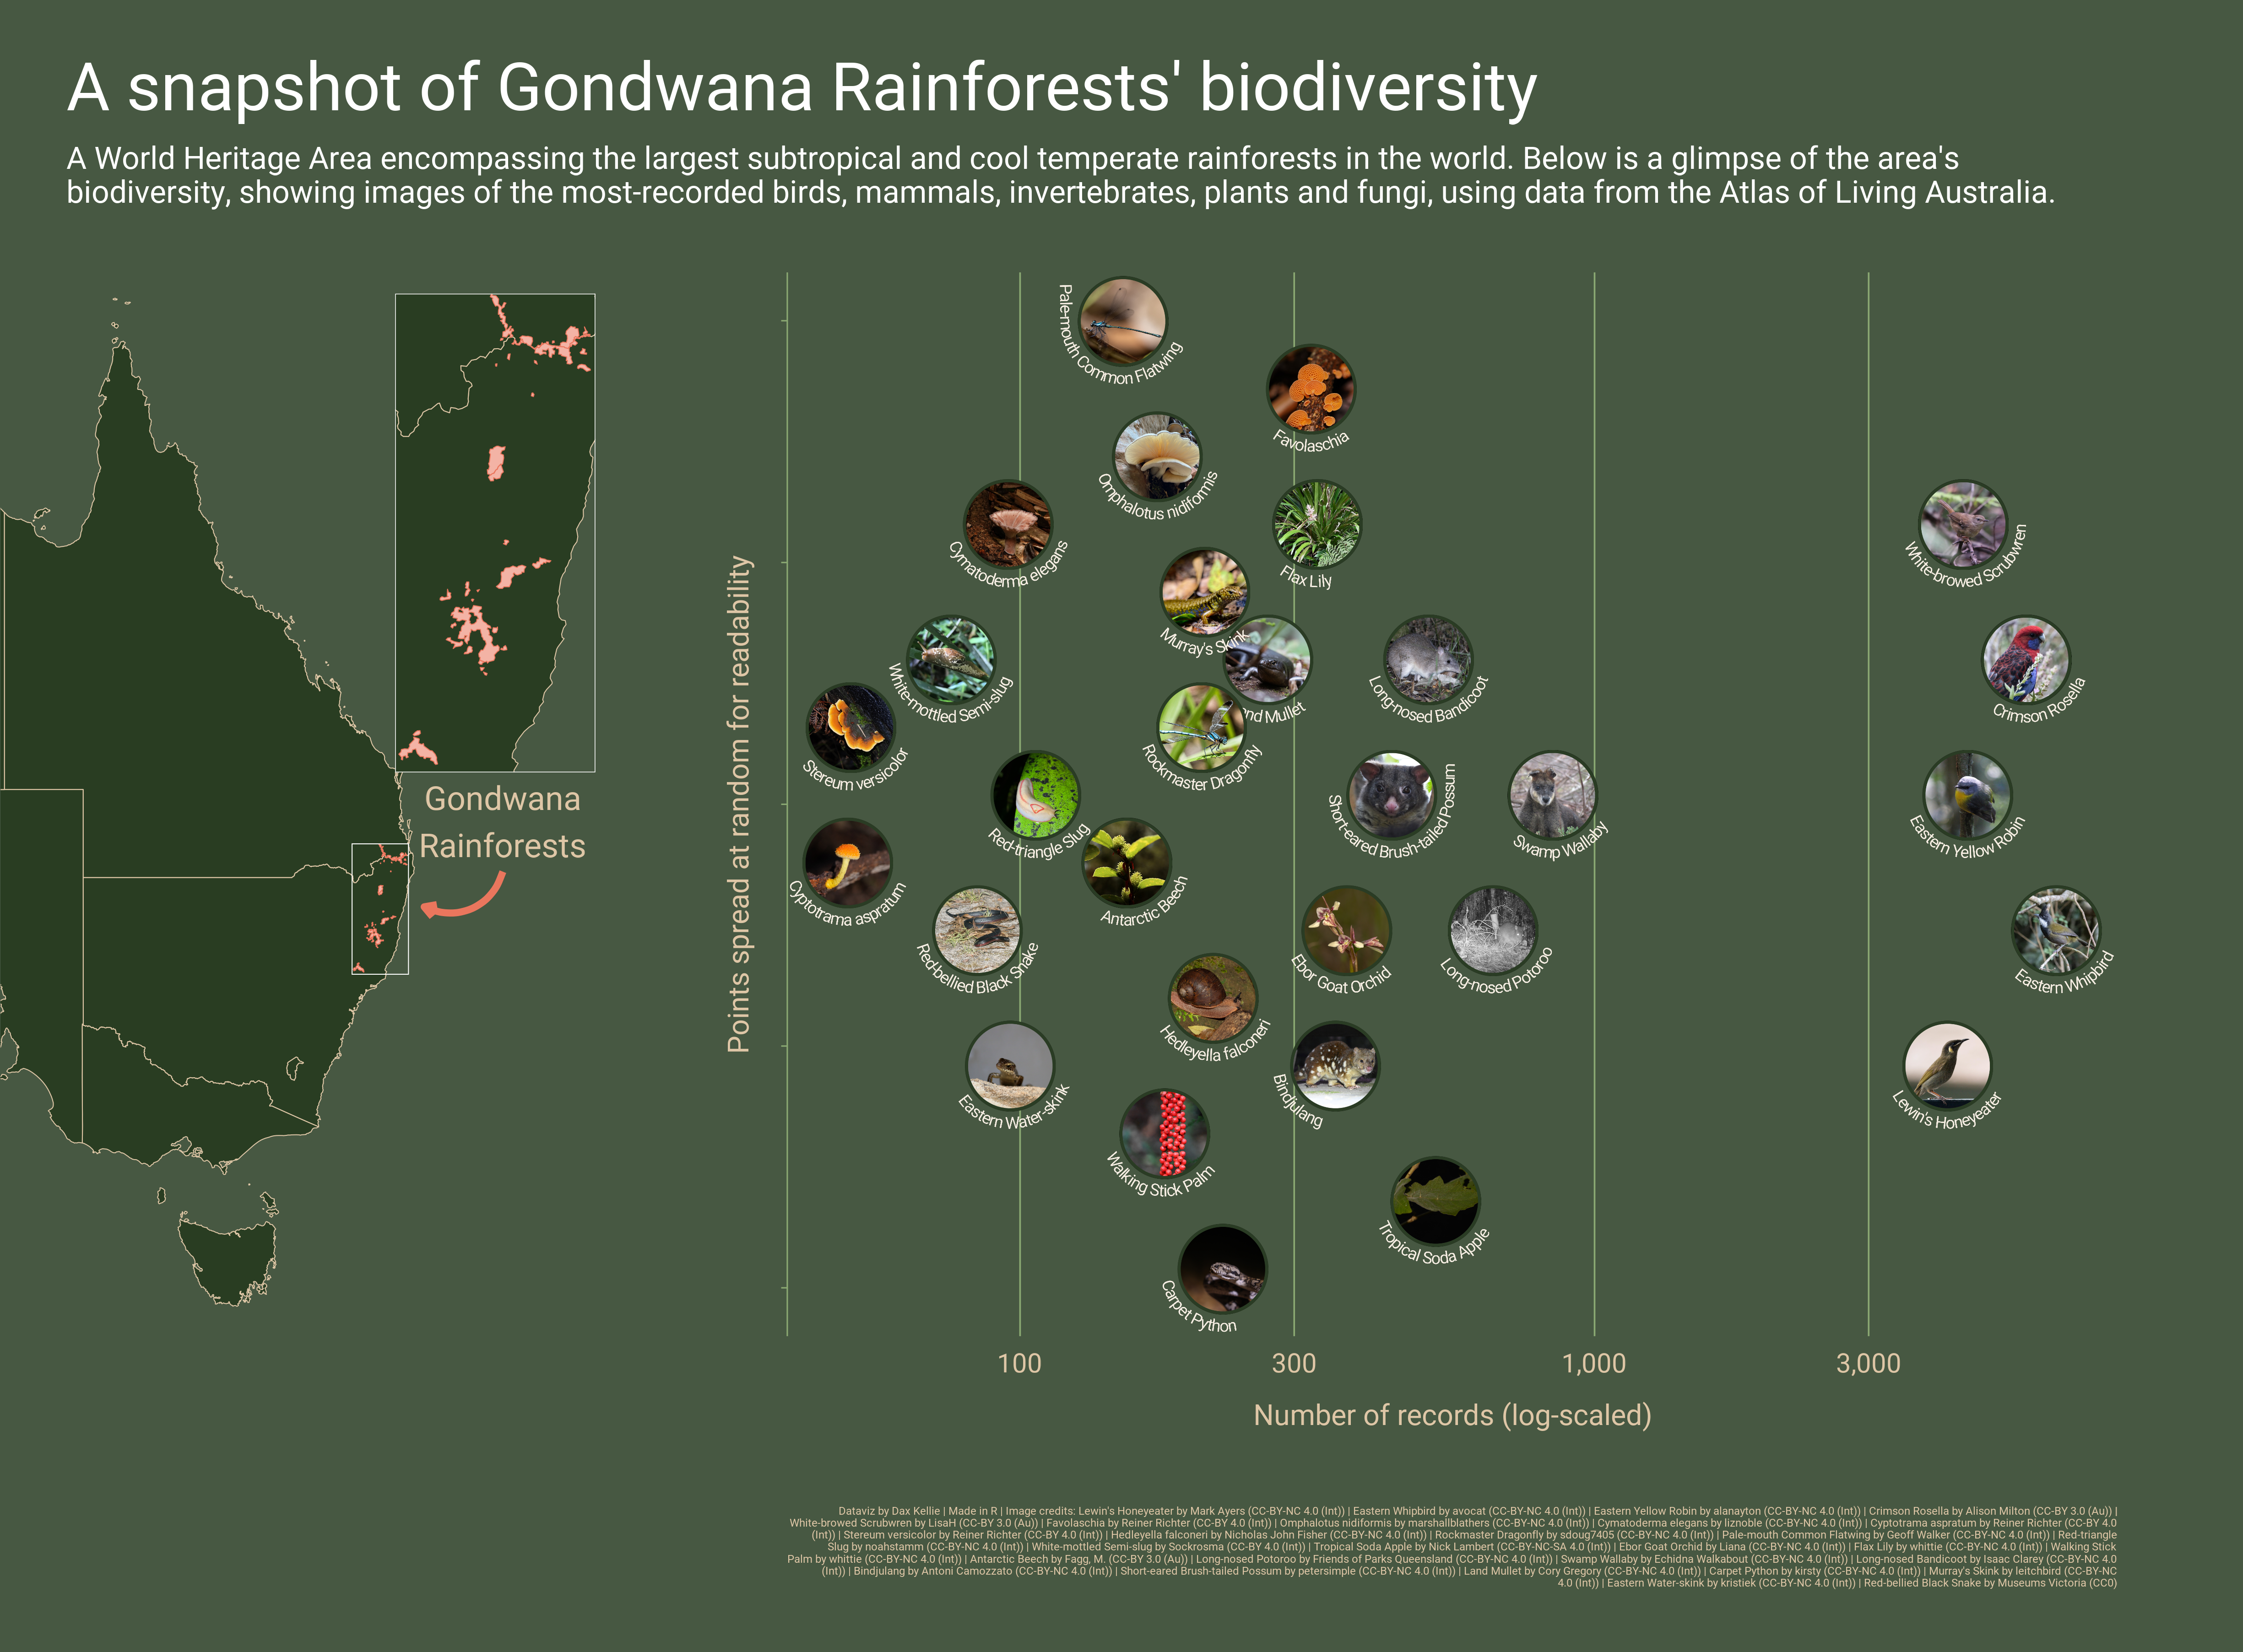 A snapshot of Gondwana Rainforests' biodiversity
A World Heritage Area encompassing the largest subtropical and cool temperate rainforests in the world. Below is a glimpse of the area's
biodiversity, showing images of the most-recorded birds, mammals, invertebrates, plants and fungi, using data from the Atlas of Living Australia.
Gondwana
Rainforests
Points spread at random for readability
Pale-mouth Common Flatwing
Favolaschia
Omphalotus nidiformis
Cymatoderma elegans
Flax Lily
White-browed Scrubwren
Murray's Skink
White-mottled Semi-slug
nd Mullet
Long-nosed Bandicoot
Crimson Rosella
Stereum versicolor
Rockmaster Dragonfly
Red-triangle Slug
Short-eared Brush-tailed Possum
Swamp Wallaby
Eastern Yellow Robin
Cyptotrama aspratum
Antarctic Beech
Red-bellied Black Snake
Ebor Goat Orchid
Long-nosed Potoroo
Eastern Whipbird
Hedleyella falconeri
Eastern Water-skink
Bindjulang
Lewin's Honeyeater
Walking Stick Palm
Tropical Soda Apple
Carpet Python
100
300
1,000
3,000
Number of records (log-scaled)
Dataviz by Dax Kellie | Made in R | Image credits: Lewin's Honeyeater by Mark Ayers (CC-BY-NC 4.0 (Int)) | Eastern Whipbird by avocat (CC-BY-NC 4.0 (Int)) | Eastern Yellow Robin by alanayton (CC-BY-NC 4.0 (Int)) | Crimson Rosella by Alison Milton (CC-BY 3.0 (Au)) |
White-browed Scrubwren by LisaH (CC-BY 3.0 (Au)) | Favolaschia by Reiner Richter (CC-BY 4.0 (Int)) | Omphalotus nidiformis by marshallblathers (CC-BY-NC 4.0 (Int)) | Cymatoderma elegans by liznoble (CC-BY-NC 4.0 (Int)) | Cyptotrama aspratum by Reiner Richter (CC-BY 4.0
(Int)) | Stereum versicolor by Reiner Richter (CC-BY 4.0 (Int)) | Hedleyella falconeri by Nicholas John Fisher (CC-BY-NC 4.0 (Int)) | Rockmaster Dragonfly by sdoug7405 (CC-BY-NC 4.0 (Int)) | Pale-mouth Common Flatwing by Geoff Walker (CC-BY-NC 4.0 (Int)) | Red-triangle
Slug by noahstamm (CC-BY-NC 4.0 (Int)) | White-mottled Semi-slug by Sockrosma (CC-BY 4.0 (Int)) | Tropical Soda Apple by Nick Lambert (CC-BY-NC-SA 4.0 (Int)) | Ebor Goat Orchid by Liana (CC-BY-NC 4.0 (Int)) | Flax Lily by whittie (CC-BY-NC 4.0 (Int)) | Walking Stick
Palm by whittie (CC-BY-NC 4.0 (Int)) | Antarctic Beech by Fagg, M. (CC-BY 3.0 (Au)) | Long-nosed Potoroo by Friends of Parks Queensland (CC-BY-NC 4.0 (Int)) | Swamp Wallaby by Echidna Walkabout (CC-BY-NC 4.0 (Int)) | Long-nosed Bandicoot by Isaac Clarey (CC-BY-NC 4.0
(Int)) | Bindjulang by Antoni Camozzato (CC-BY-NC 4.0 (Int)) | Short-eared Brush-tailed Possum by petersimple (CC-BY-NC 4.0 (Int)) | Land Mullet by Cory Gregory (CC-BY-NC 4.0 (Int)) | Carpet Python by kirsty (CC-BY-NC 4.0 (Int)) | Murray's Skink by leitchbird (CC-BY-NC
4.0 (Int)) | Eastern Water-skink by kristiek (CC-BY-NC 4.0 (Int)) | Red-bellied Black Snake by Museums Victoria (CC0)